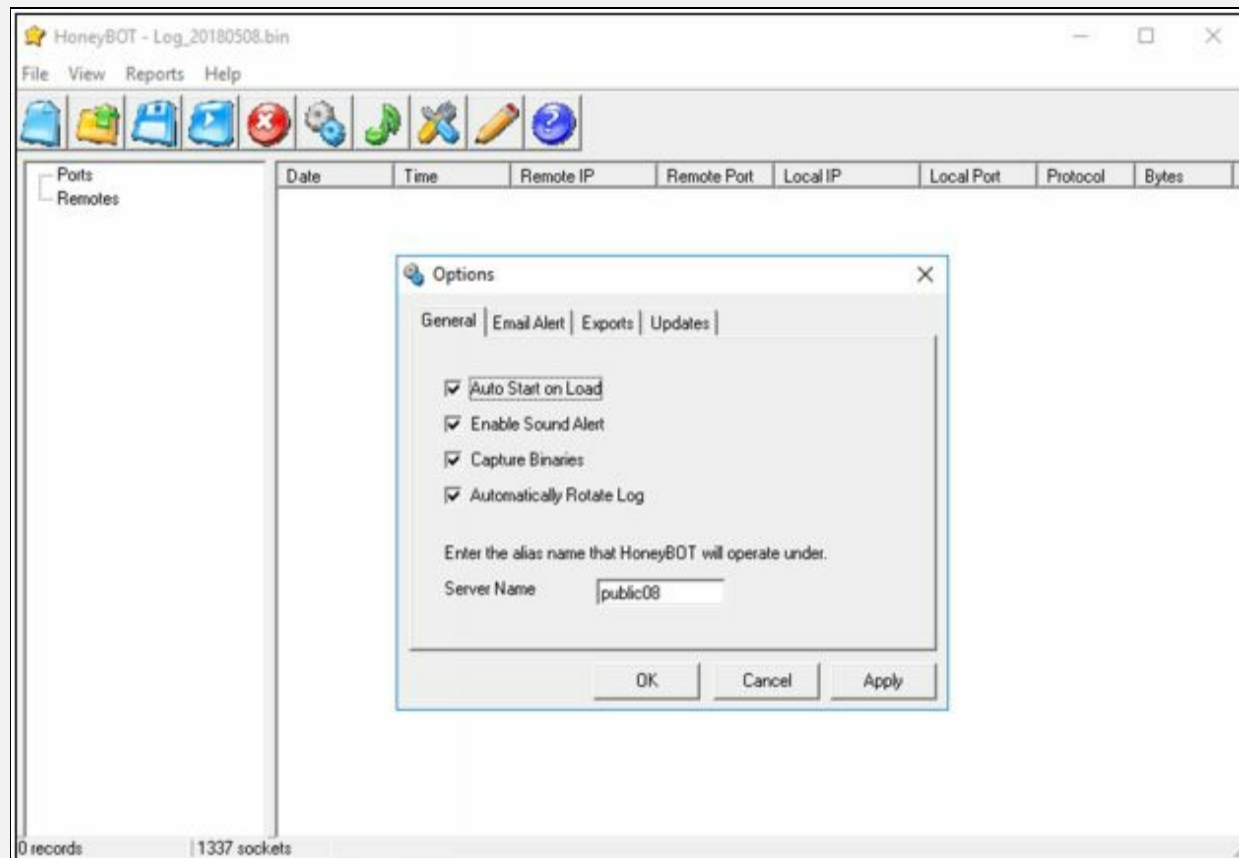 HoneyBOT - Log_20180508.bin
File View Reports Help
Ports
Remotes
Date Time Remote IP Remote Port Local IP Local Port Protocol Bytes
Options
General Email Alert Exports Updates
Auto Start on Load
Enable Sound Alert
Capture Binaries
Automatically Rotate Log
Enter the alias name that HoneyBOT will operate under.
Server Name public08
OK Cancel Apply
0 records 1337 sockets